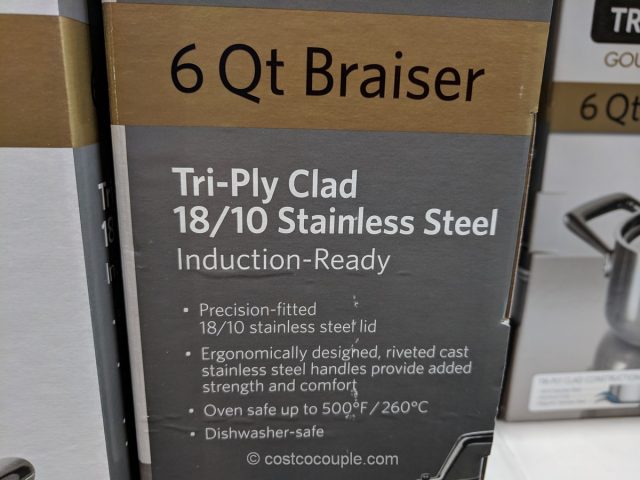 6 Qt Braiser
Tri-Ply Clad
18/10 Stainless Steel
Induction-Ready
• Precision-fitted
18/10 stainless steel lid
• Ergonomically designed, riveted cast
stainless steel handles provide added
strength and comfort
• Oven safe up to 500°F/260°C
• Dishwasher-safe
© costcocouple.com
TR
GOU
6 Qt